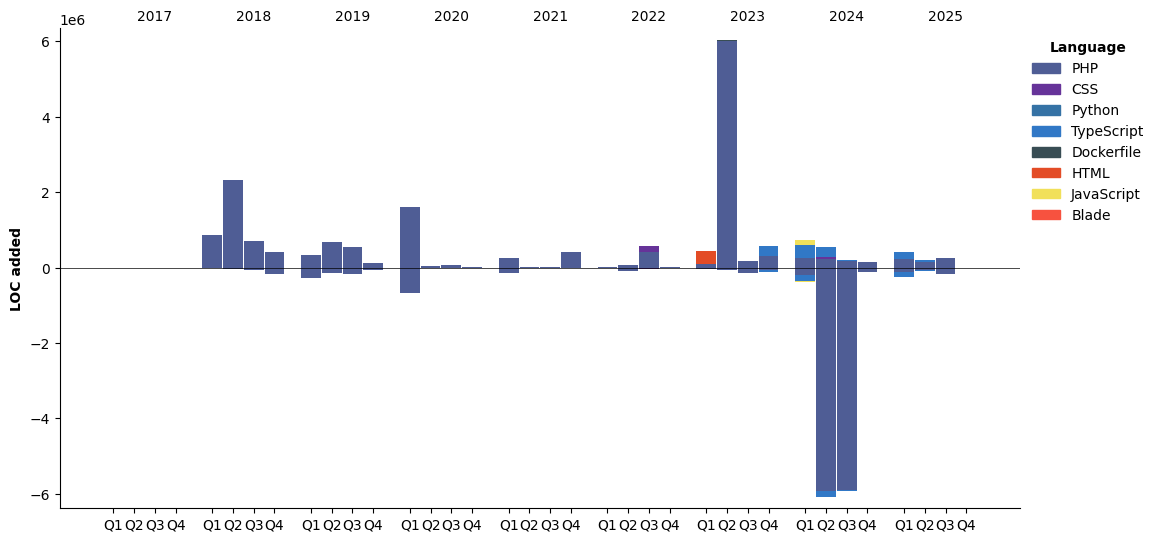 1e6
2017 2018 2019 2020 2021 2022 2023 2024 2025
6
4
2
0
−2
−4
−6
LOC added
Q1 Q2 Q3 Q4 Q1 Q2 Q3 Q4 Q1 Q2 Q3 Q4 Q1 Q2 Q3 Q4 Q1 Q2 Q3 Q4 Q1 Q2 Q3 Q4 Q1 Q2 Q3 Q4 Q1 Q2 Q3 Q4 Q1 Q2 Q3 Q4
Language
PHP
CSS
Python
TypeScript
Dockerfile
HTML
JavaScript
Blade